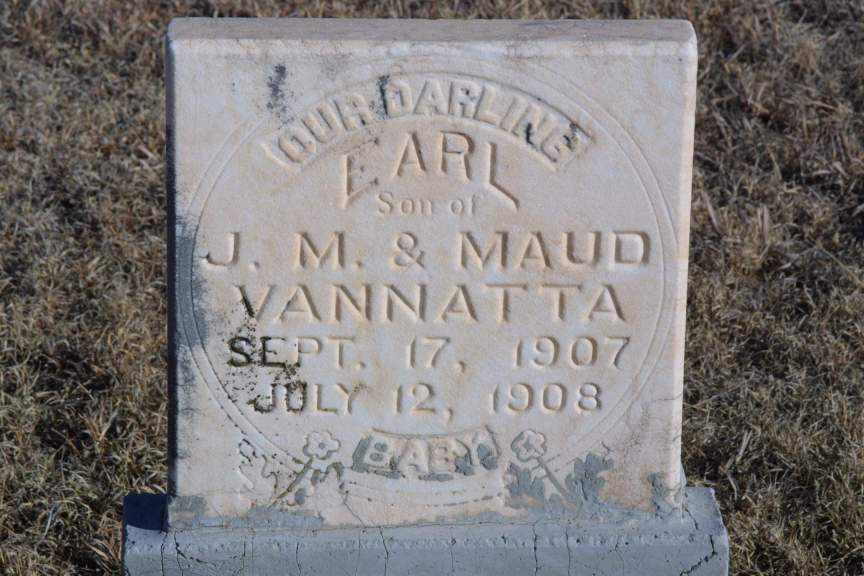 OUR DARLING
EARL
Son of
J. M. & MAUD
VANNATTA
SEPT. 17, 1907
JULY 12, 1908
BABY